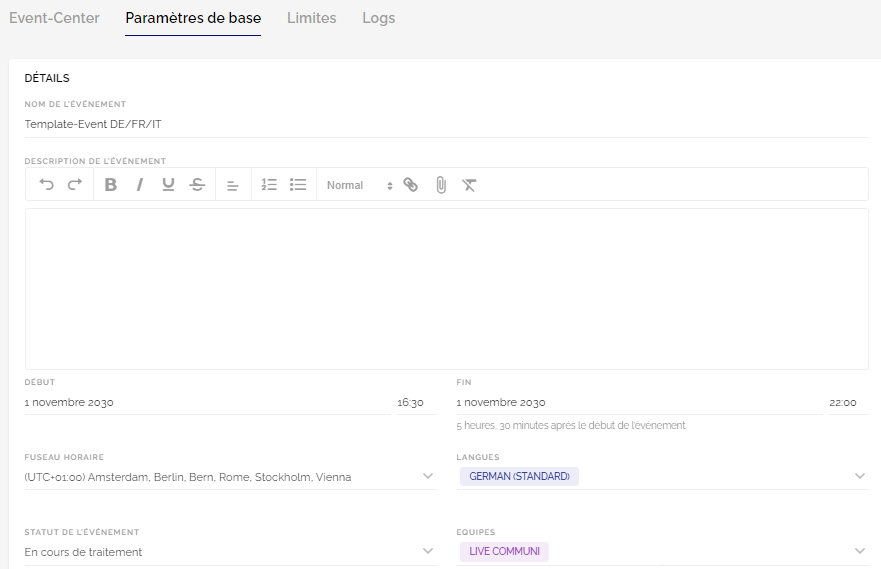 Event-Center Paramètres de base Limites Logs
DÉTAILS
NOM DE L'ÉVÉNEMENT
Template-Event DE/FR/IT
DESCRIPTION DE L'ÉVÉNEMENT
B I U S Normal
DÉBUT FIN
1 novembre 2030 16:30 1 novembre 2030 22:00
5 heures, 30 minutes après le début de l'événement
FUSEAU HORAIRE LANGUES
(UTC+01:00) Amsterdam, Berlin, Bern, Rome, Stockholm, Vienna GERMAN (STANDARD)
STATUT DE L'ÉVÉNEMENT EQUIPES
En cours de traitement LIVE COMMUNI